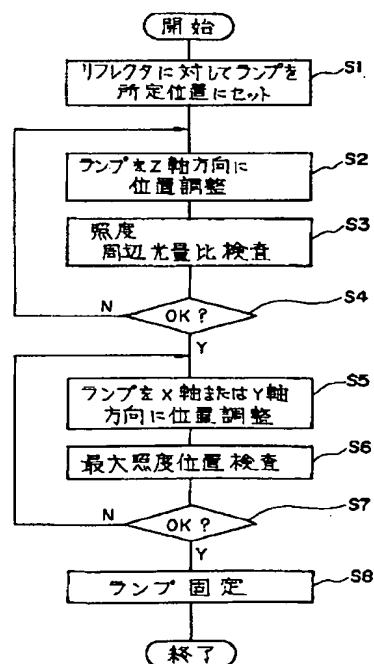 開始
リフレクタに対してランプを
所定位置にセット
S1
ランプをZ軸方向に
位置調整
S2
照度
周辺光量比検査
S3
OK?
S4
N
Y
ランプをX軸またはY軸
方向に位置調整
S5
最大照度位置検査
S6
OK?
S7
N
Y
ランプ固定
S8
終了